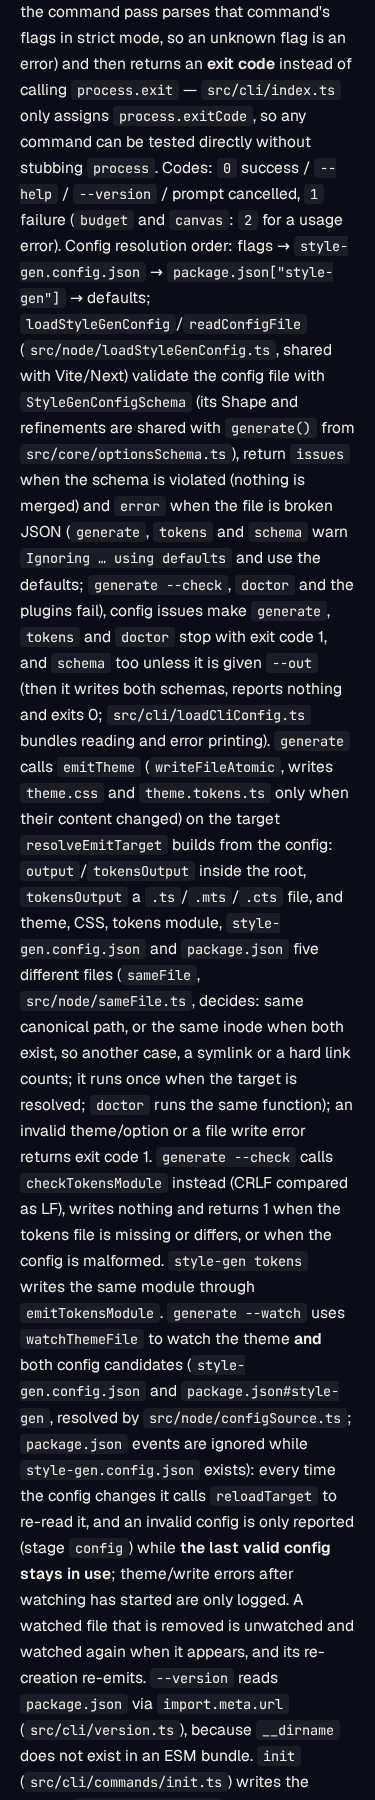 the command pass parses that command's
flags in strict mode, so an unknown flag is an
error) and then returns an exit code instead of
calling process.exit — src/cli/index.ts
only assigns process.exitCode, so any
command can be tested directly without
stubbing process. Codes: 0 success / --
help / --version / prompt cancelled, 1
failure (budget and canvas: 2 for a usage
error). Config resolution order: flags → style-
gen.config.json → package.json["style-
gen"] → defaults;
loadStyleGenConfig/readConfigFile
(src/node/loadStyleGenConfig.ts, shared
with Vite/Next) validate the config file with
StyleGenConfigSchema (its Shape and
refinements are shared with generate() from
src/core/optionsSchema.ts), return issues
when the schema is violated (nothing is
merged) and error when the file is broken
JSON (generate, tokens and schema warn
Ignoring … using defaults and use the
defaults; generate --check, doctor and the
plugins fail), config issues make generate,
tokens and doctor stop with exit code 1,
and schema too unless it is given --out
(then it writes both schemas, reports nothing
and exits 0; src/cli/loadCliConfig.ts
bundles reading and error printing). generate
calls emitTheme (writeFileAtomic, writes
theme.css and theme.tokens.ts only when
their content changed) on the target
resolveEmitTarget builds from the config:
output/tokensOutput inside the root,
tokensOutput a .ts/.mts/.cts file, and
theme, CSS, tokens module, style-
gen.config.json and package.json five
different files (sameFile,
src/node/sameFile.ts, decides: same
canonical path, or the same inode when both
exist, so another case, a symlink or a hard link
counts; it runs once when the target is
resolved; doctor runs the same function); an
invalid theme/option or a file write error
returns exit code 1. generate --check calls
checkTokensModule instead (CRLF compared
as LF), writes nothing and returns 1 when the
tokens file is missing or differs, or when the
config is malformed. style-gen tokens
writes the same module through
emitTokensModule. generate --watch uses
watchThemeFile to watch the theme and
both config candidates (style-
gen.config.json and package.json#style-
gen, resolved by src/node/configSource.ts;
package.json events are ignored while
style-gen.config.json exists): every time
the config changes it calls reloadTarget to
re-read it, and an invalid config is only reported
(stage config) while the last valid config
stays in use; theme/write errors after
watching has started are only logged. A
watched file that is removed is unwatched and
watched again when it appears, and its re-
creation re-emits. --version reads
package.json via import.meta.url
(src/cli/version.ts), because __dirname
does not exist in an ESM bundle. init
(src/cli/commands/init.ts) writes the